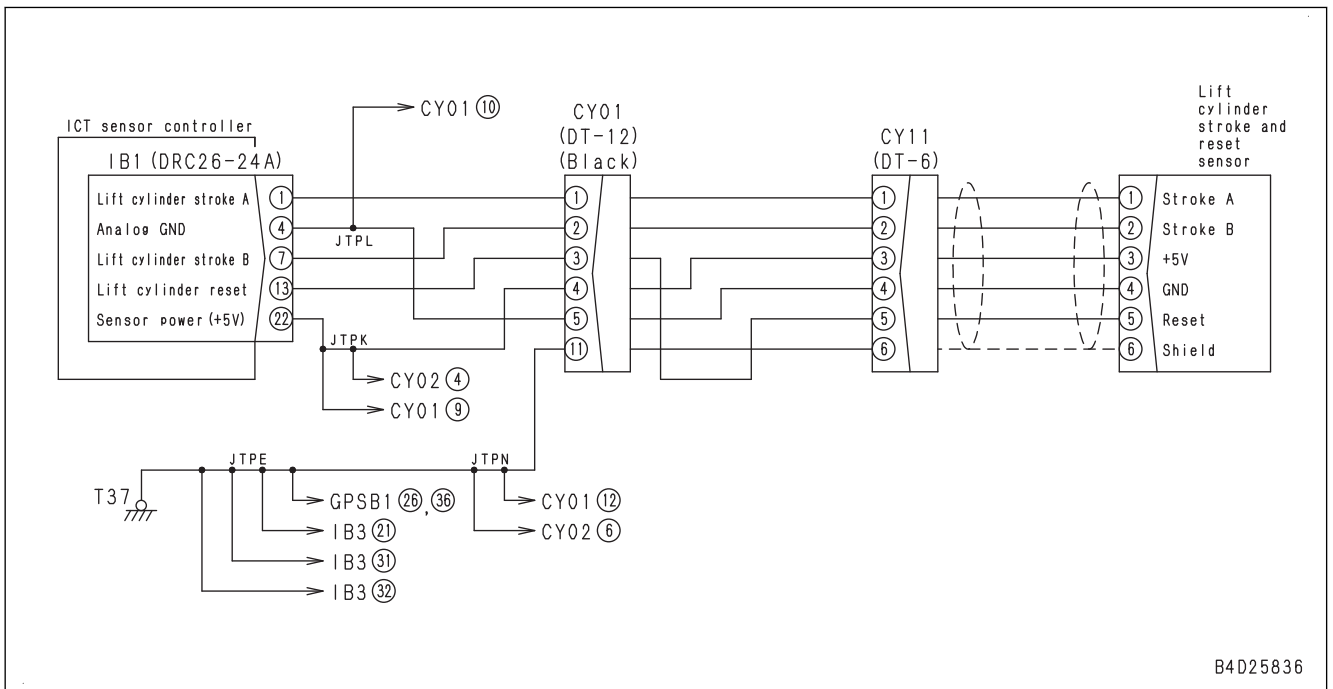 Lift
cylinder
stroke and
reset
sensor
CY01 ⑩
CY01
(DT-12)
(Black)
CY11
(DT-6)
ICT sensor controller
IB1 (DRC26-24A)
Lift cylinder stroke A ①
Analog GND ④
Lift cylinder stroke B ⑦
Lift cylinder reset ⑬
Sensor power (+5V) ㉒
JTPL
JTPK
CY02 ④
CY01 ⑨
①
②
③
④
⑤
⑪
①
②
③
④
⑤
⑥
① Stroke A
② Stroke B
③ +5V
④ GND
⑤ Reset
⑥ Shield
JTPE
JTPN
T37
GPSB1 ㉖, ㊱
IB3 ㉑
IB3 ㉛
IB3 ㉜
CY01 ⑫
CY02 ⑥
B4D25836